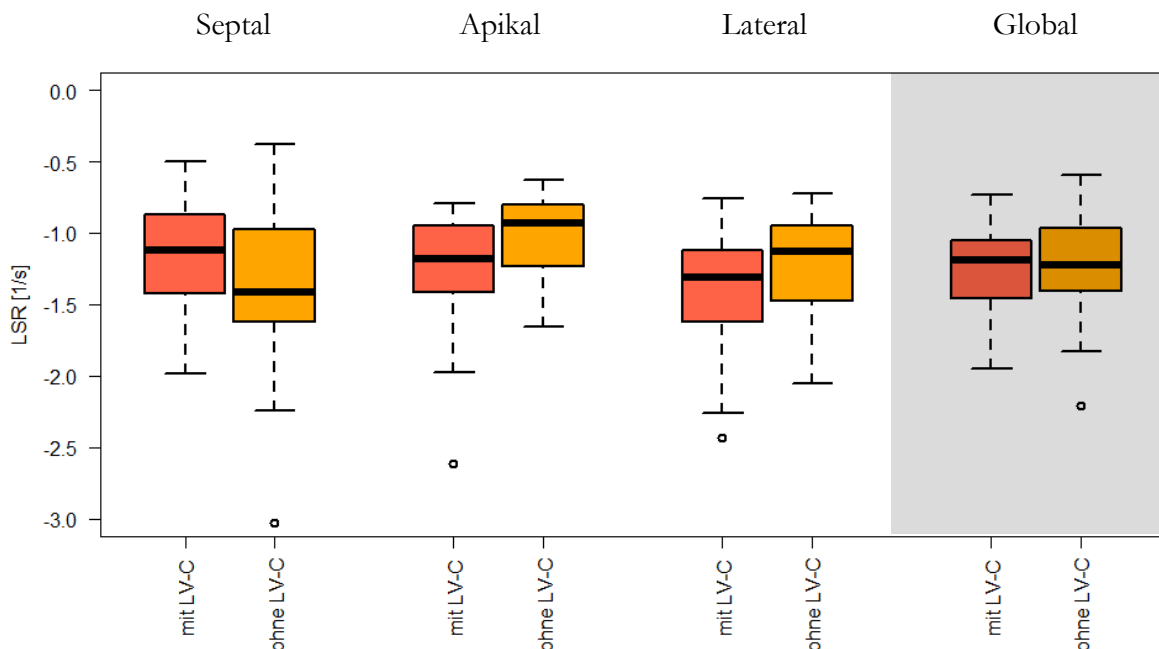 Septal Apikal Lateral Global
0.0
-0.5
-1.0
-1.5
-2.0
-2.5
-3.0
LSR [1/s]
mit LV-C
ohne LV-C
mit LV-C
ohne LV-C
mit LV-C
ohne LV-C
mit LV-C
ohne LV-C